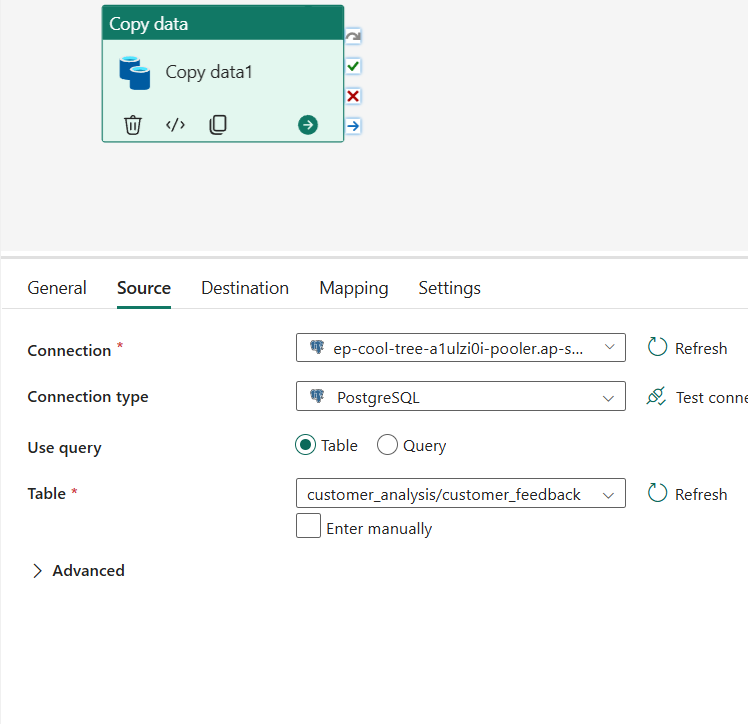 Copy data
Copy data1
General Source Destination Mapping Settings
Connection * ep-cool-tree-a1ulzi0i-pooler.ap-s... Refresh
Connection type PostgreSQL Test conne
Use query Table Query
Table * customer_analysis/customer_feedback Refresh
Enter manually
Advanced